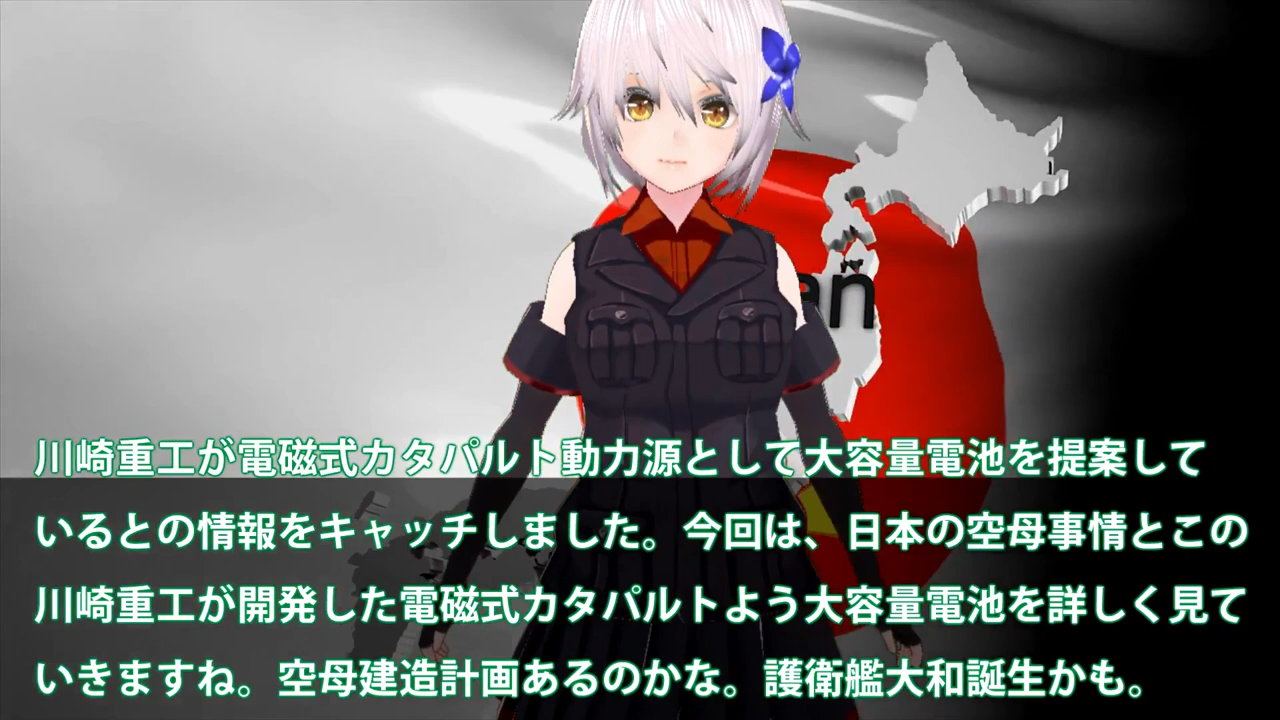 an
川崎重工が電磁式カタパルト動力源として大容量電池を提案して
いるとの情報をキャッチしました。今回は、日本の空母事情とこの
川崎重工が開発した電磁式カタパルトよう大容量電池を詳しく見て
いきますね。空母建造計画あるのかな。護衛艦大和誕生かも。